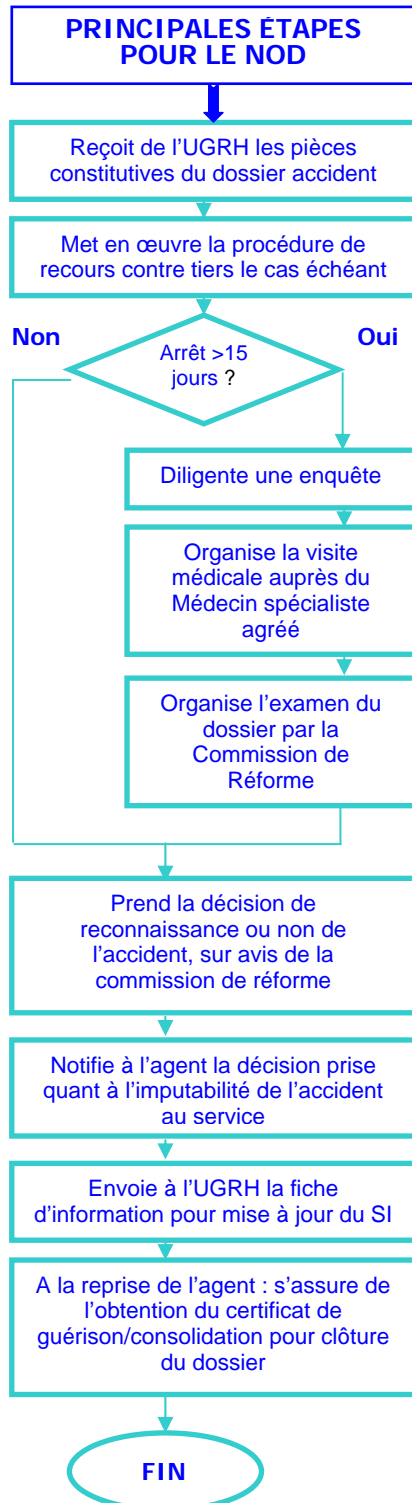 PRINCIPALES ÉTAPES
POUR LE NOD
Reçoit de l'UGRH les pièces
constitutives du dossier accident
Met en œuvre la procédure de
recours contre tiers le cas échéant
Non
Oui
Arrêt >15
jours ?
Diligente une enquête
Organise la visite
médicale auprès du
Médecin spécialiste
agréé
Organise l'examen du
dossier par la
Commission de
Réforme
Prend la décision de
reconnaissance ou non de
l'accident, sur avis de la
commission de réforme
Notifie à l'agent la décision prise
quant à l'imputabilité de l'accident
au service
Envoie à l'UGRH la fiche
d'information pour mise à jour du SI
A la reprise de l'agent : s'assure de
l'obtention du certificat de
guérison/consolidation pour clôture
du dossier
FIN